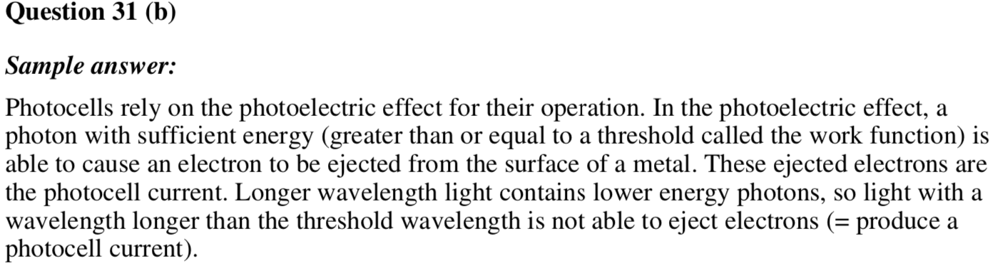 Question 31 (b)
Sample answer:
Photocells rely on the photoelectric effect for their operation. In the photoelectric effect, a
photon with sufficient energy (greater than or equal to a threshold called the work function) is
able to cause an electron to be ejected from the surface of a metal. These ejected electrons are
the photocell current. Longer wavelength light contains lower energy photons, so light with a
wavelength longer than the threshold wavelength is not able to eject electrons (= produce a
photocell current).